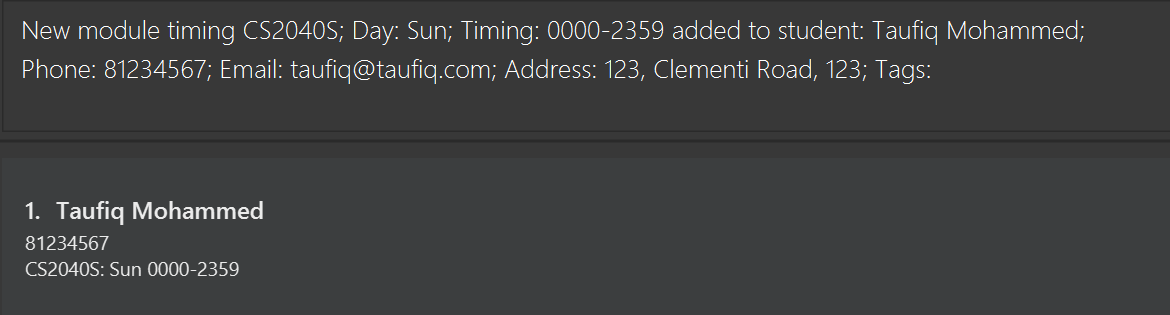 New module timing CS2040S; Day: Sun; Timing: 0000-2359 added to student: Taufiq Mohammed;
Phone: 81234567; Email: taufiq@taufiq.com; Address: 123, Clementi Road, 123; Tags:
1. Taufiq Mohammed
81234567
CS2040S: Sun 0000-2359